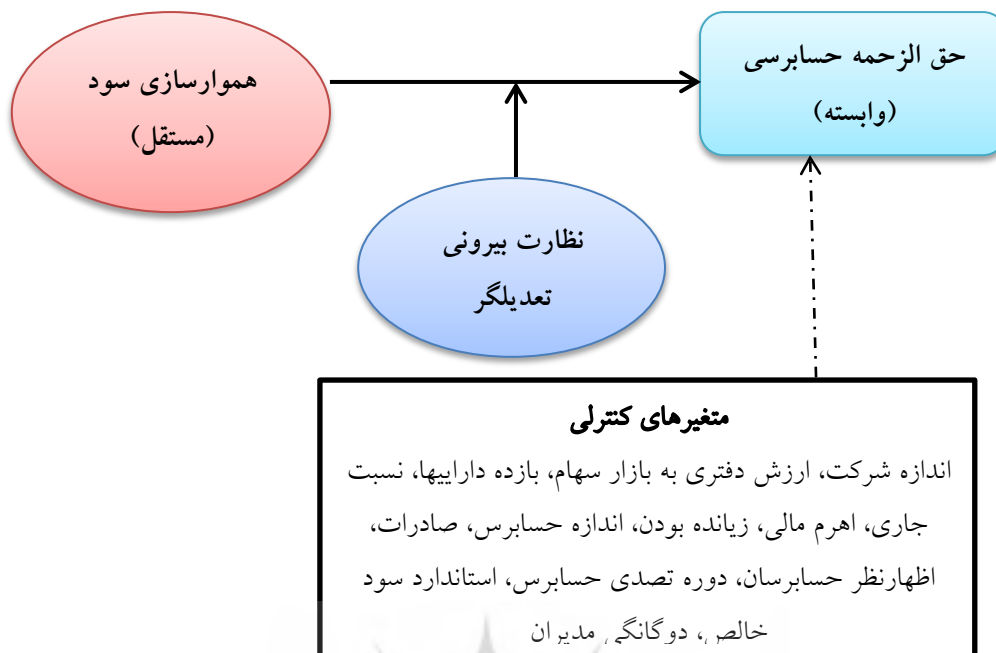 هموارسازی سود
(مستقل)
حق الزحمه حسابرسی
(وابسته)
نظارت بیرونی
تعدیلگر
متغیرهای کنترلی
اندازه شرکت، ارزش دفتری به بازار سهام، بازده داراییها، نسبت
جاری، اهرم مالی، زیانده بودن، اندازه حسابرس، صادرات،
اظهارنظر حسابرسان، دوره تصدی حسابرس، استاندارد سود
خالص، دوگانگی مدیران